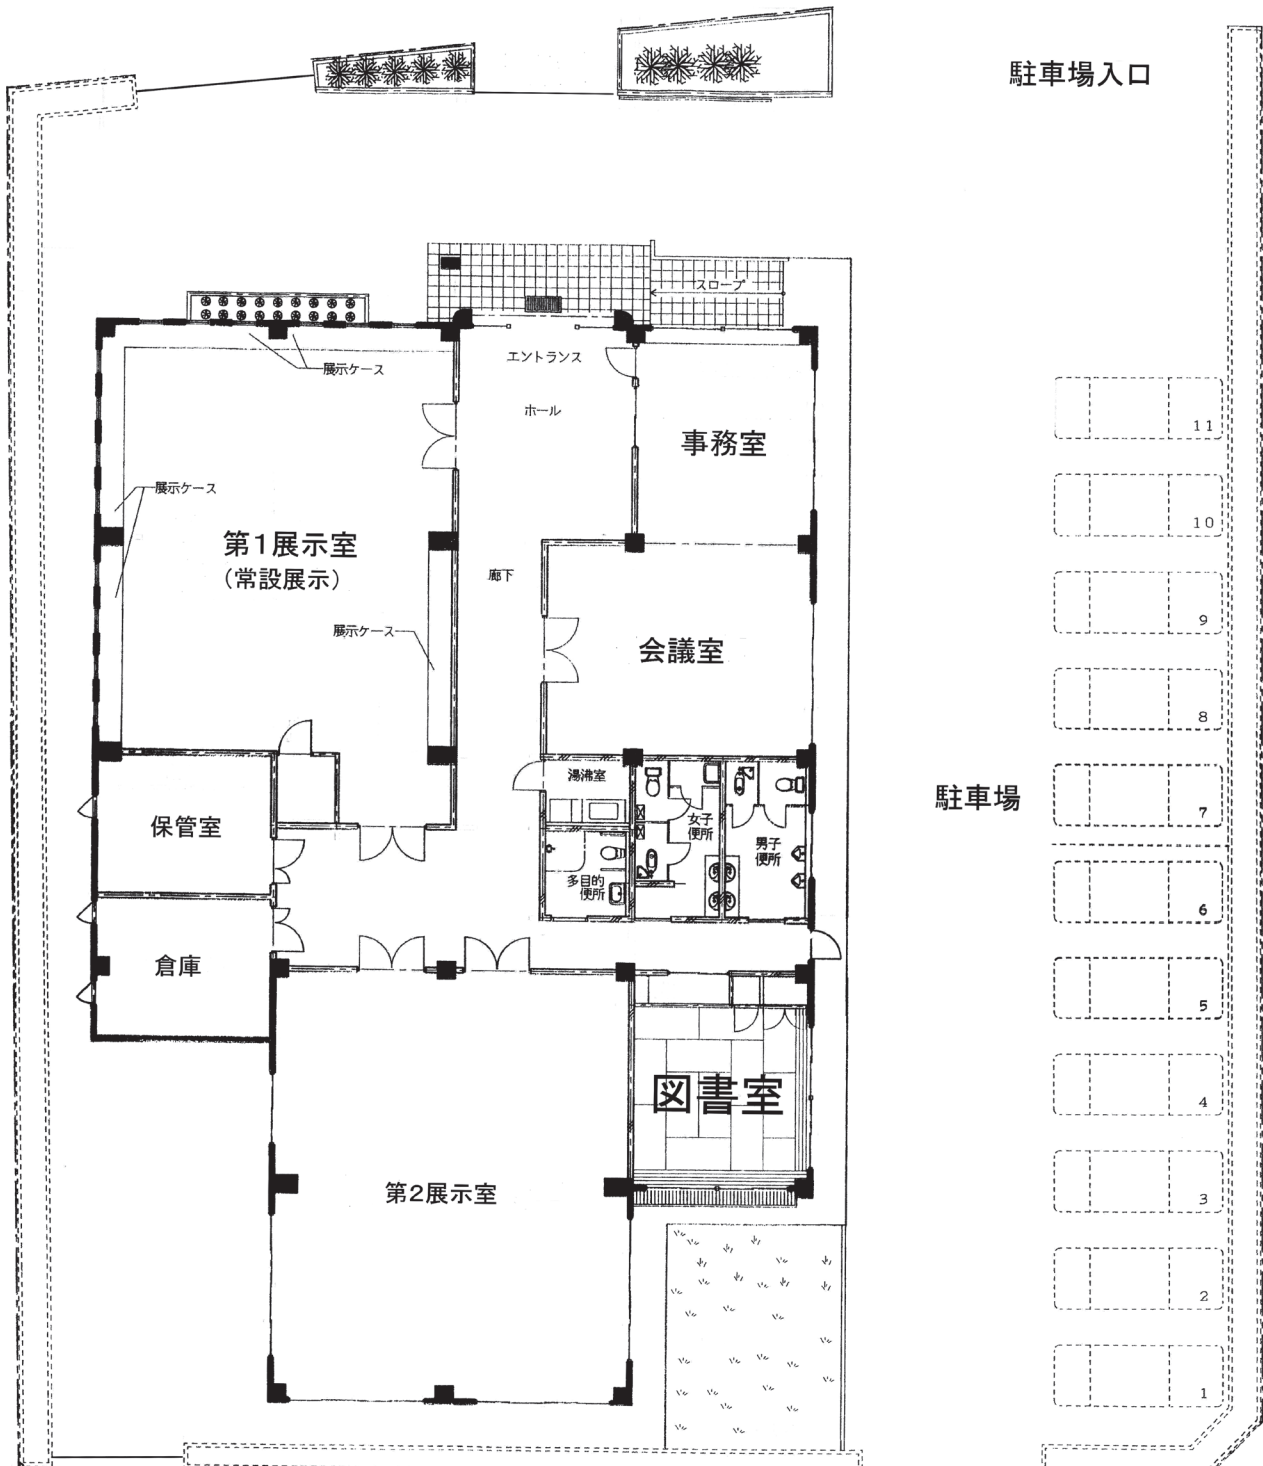 駐車場入口
スロープ
エントランス
ホール
展示ケース
事務室
展示ケース
第1展示室
(常設展示)
廊下
展示ケース
会議室
湯沸室
保管室
女子
便所
男子
便所
多目的
便所
倉庫
図書室
第2展示室
駐車場
11
10
9
8
7
6
5
4
3
2
1